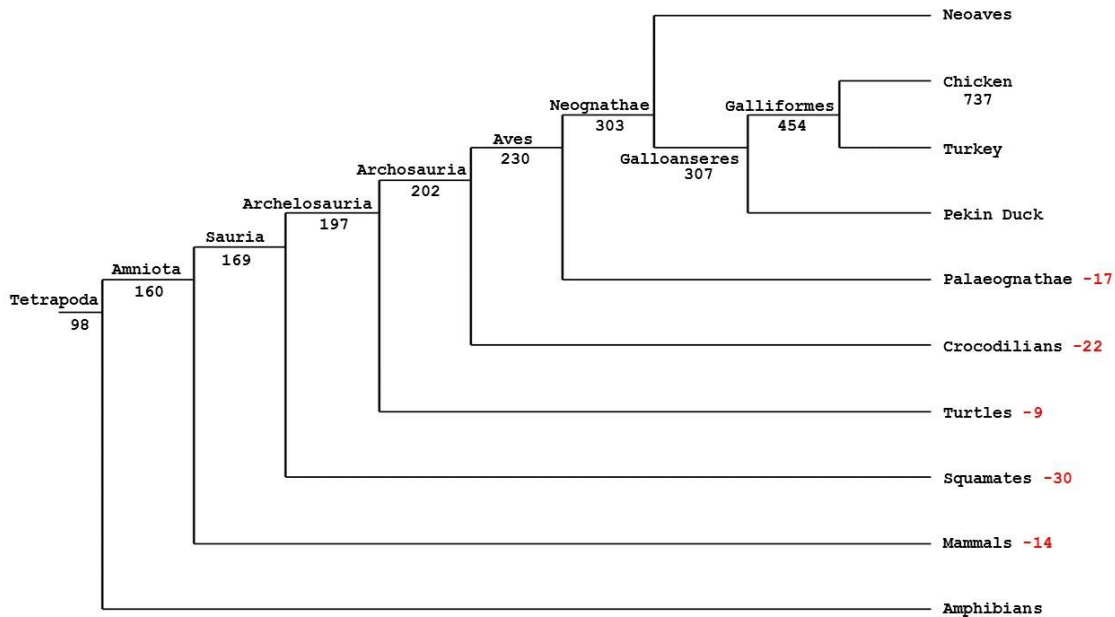 Neoaves
Chicken
737
Neognathae
303
Galliformes
454
Aves
230
Galloanseres
307
Turkey
Archosauria
202
Archelosauria
197
Pekin Duck
Sauria
169
Amniota
160
Palaeognathae -17
Tetrapoda
98
Crocodilians -22
Turtles -9
Squamates -30
Mammals -14
Amphibians